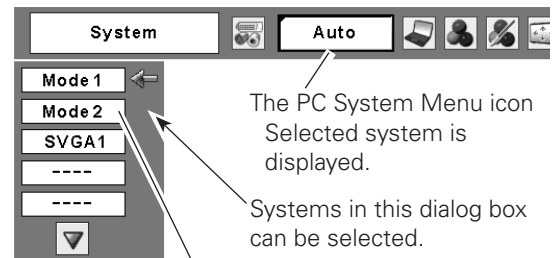 System
Auto
Mode 1
Mode 2
SVGA1
----
----
The PC System Menu icon
Selected system is
displayed.
Systems in this dialog box
can be selected.